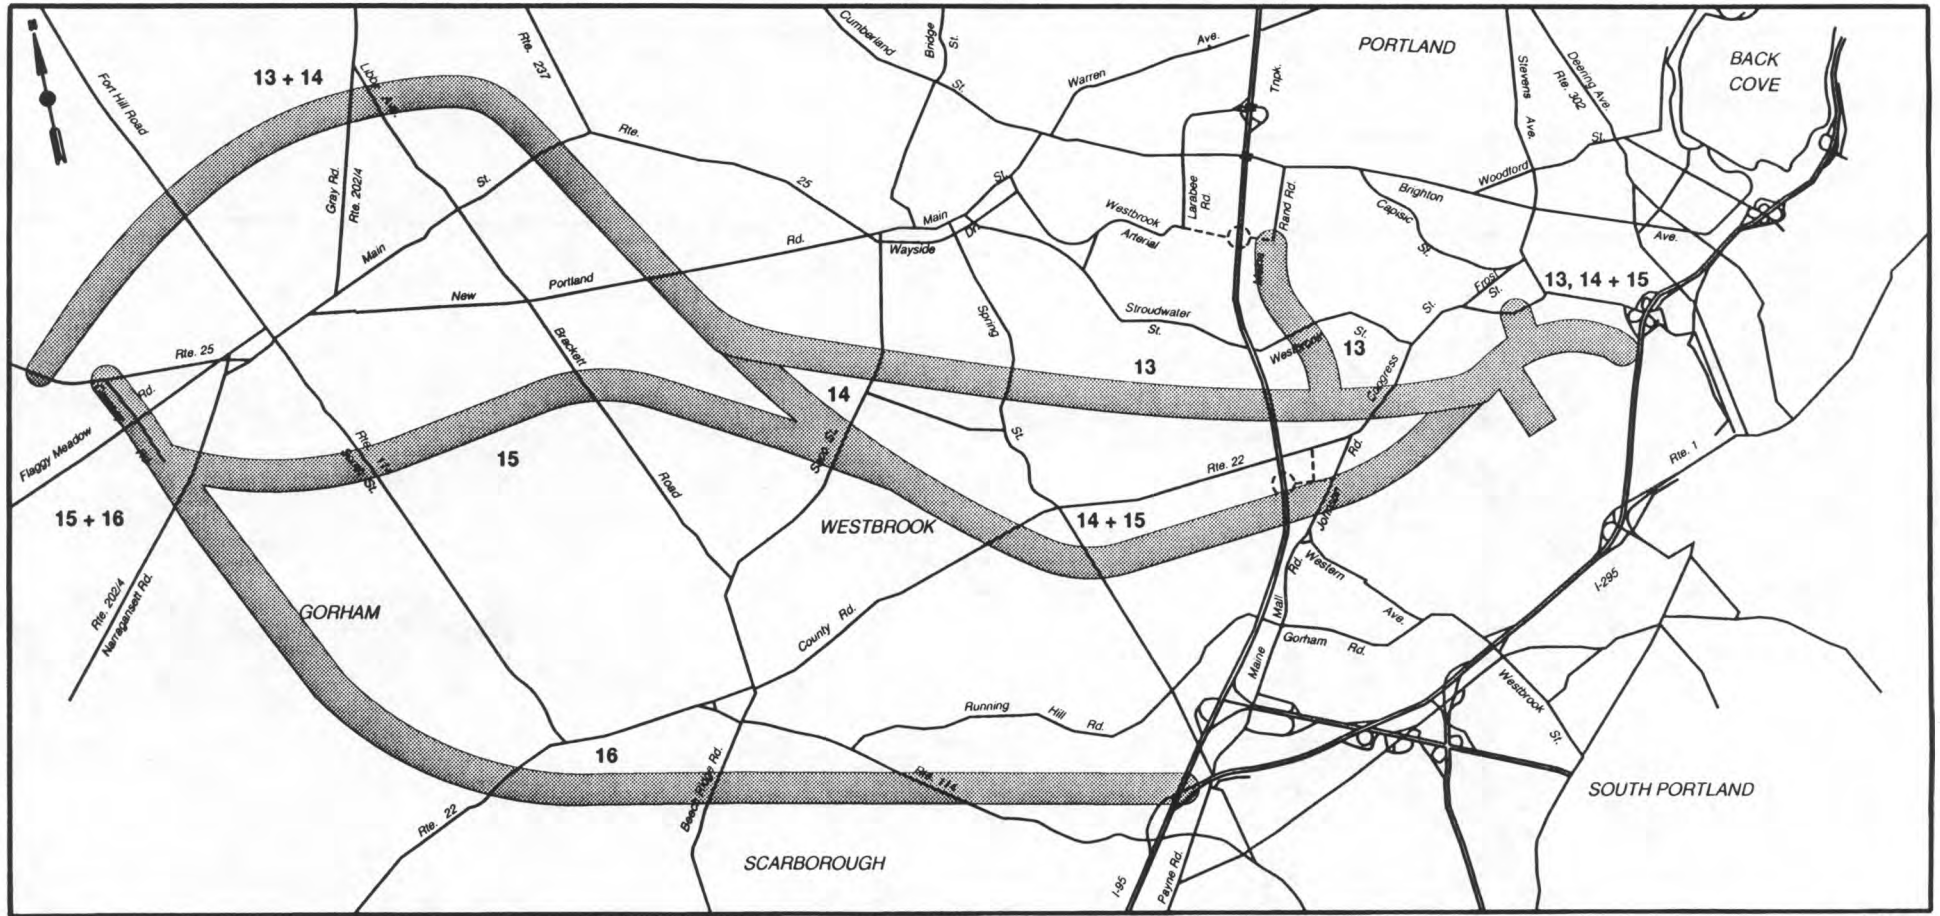 Cumberland
Bridge
St.
St.
Warren
Ave.
Tnpk.
PORTLAND
Stevens
Ave.
Deering Ave.
Rte. 302
BACK
COVE
Rte. 237
Fort Hill Road
13 + 14
Libby Ave.
Gray Rd.
Rte. 202/4
Main
St.
Rte.
25
New
Portland
Rd.
Main
St.
Wayside
Dr.
Westbrook
Arterial
Larabee
Rd.
Rand Rd.
Maine
Brighton
Ave.
Capisic
St.
Woodford
St.
Frost
St.
13, 14 + 15
Stroudwater
St.
Spring
St.
Westbrook
St.
13
Congress
St.
13
Rte. 25
Rd.
Flaggy Meadow
Brackett
Road
14
Saco St.
15
Rte. 114
South St.
15 + 16
Rte. 202/4
Narragansett Rd.
WESTBROOK
14 + 15
Rte. 22
Johnson
Rd.
Rte. 1
I-295
Western
Ave.
GORHAM
County
Rd.
Maine
Mall
Rd.
Gorham
Rd.
Westbrook
St.
Running
Hill
Rd.
16
Rte. 114
Beech Ridge Rd.
Rte. 22
SCARBOROUGH
I-95
Payne Rd.
SOUTH PORTLAND